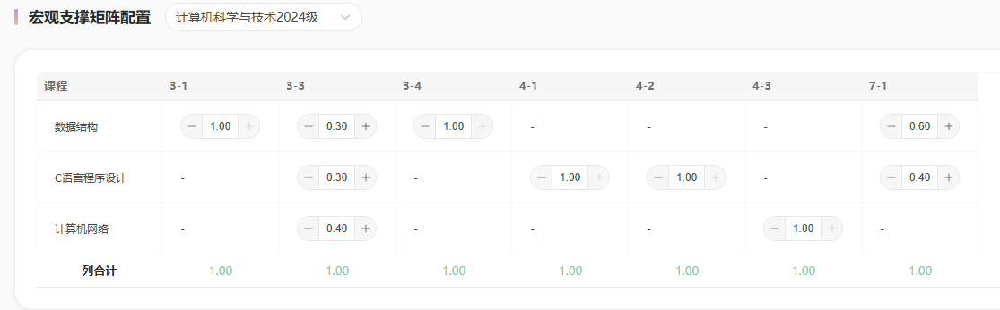 宏观支撑矩阵配置 计算机科学与技术2024级
课程 3-1 3-3 3-4 4-1 4-2 4-3 7-1
数据结构 − 1.00 + − 0.30 + − 1.00 + - - - − 0.60 +
C语言程序设计 - − 0.30 + - − 1.00 + − 1.00 + - − 0.40 +
计算机网络 - − 0.40 + - - - − 1.00 + -
列合计 1.00 1.00 1.00 1.00 1.00 1.00 1.00